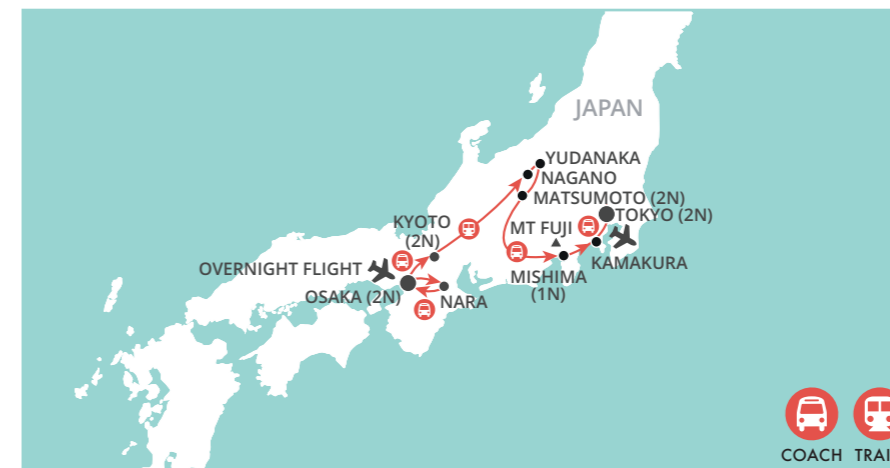 JAPAN
YUDANAKA
NAGANO
MATSUMOTO (2N)
TOKYO (2N)
KYOTO
(2N)
MT FUJI
KAMAKURA
OVERNIGHT FLIGHT
MISHIMA
(1N)
OSAKA (2N)
NARA
COACH